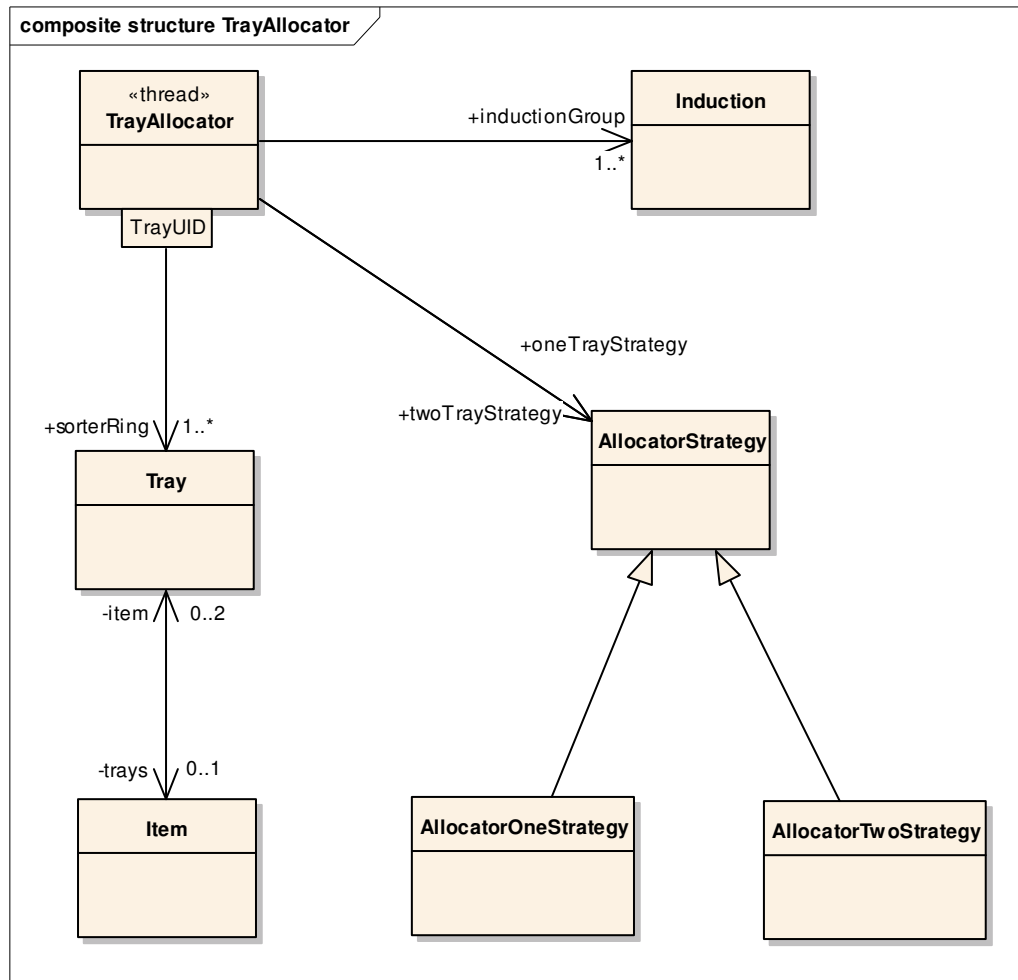 composite structure TrayAllocator
«thread»
TrayAllocator
+inductionGroup
1..*
Induction
TrayUID
+oneTrayStrategy
+twoTrayStrategy
AllocatorStrategy
+sorterRing
1..*
Tray
-item
0..2
-trays
0..1
Item
AllocatorOneStrategy
AllocatorTwoStrategy